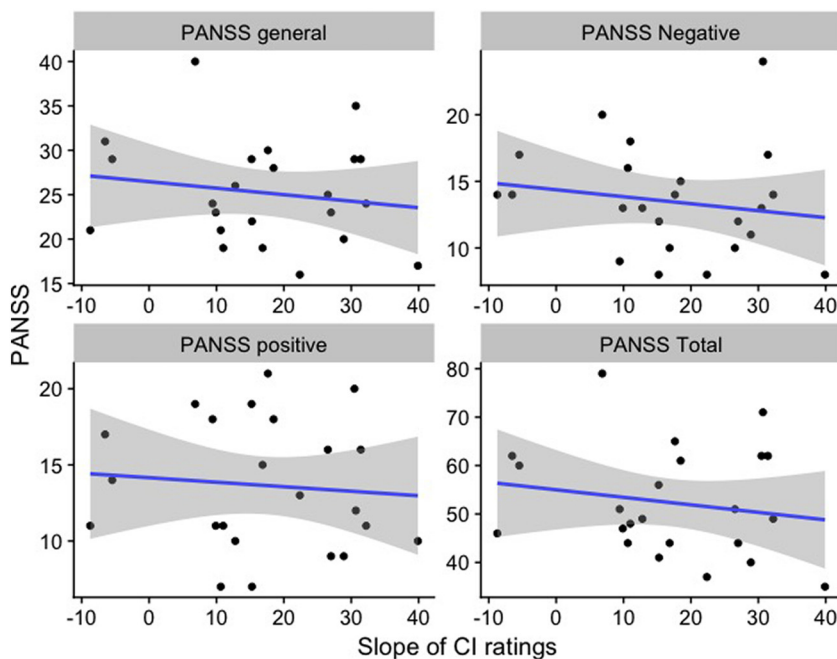 PANSS general
PANSS Negative
40
35
30
25
20
15
20
15
10
-10 0 10 20 30 40
-10 0 10 20 30 40
PANSS
PANSS positive
PANSS Total
20
15
10
80
70
60
50
40
-10 0 10 20 30 40
-10 0 10 20 30 40
Slope of CI ratings